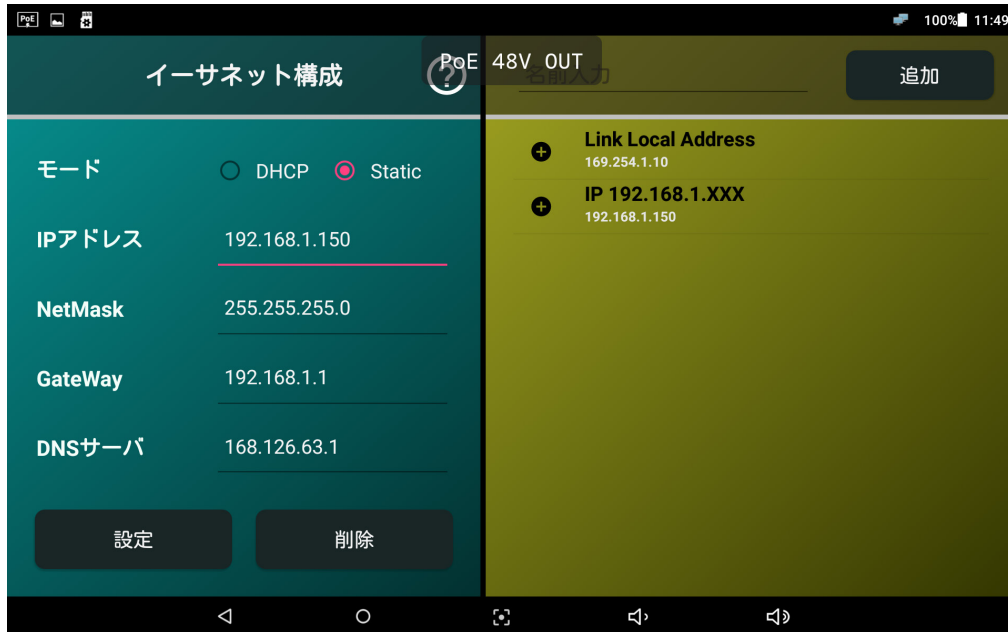 PoE
100% 11:49
イーサネット構成
PoE 48V OUT
名前入力
追加
モード
DHCP
Static
IPアドレス
192.168.1.150
NetMask
255.255.255.0
GateWay
192.168.1.1
DNSサーバ
168.126.63.1
設定
削除
Link Local Address
169.254.1.10
IP 192.168.1.XXX
192.168.1.150